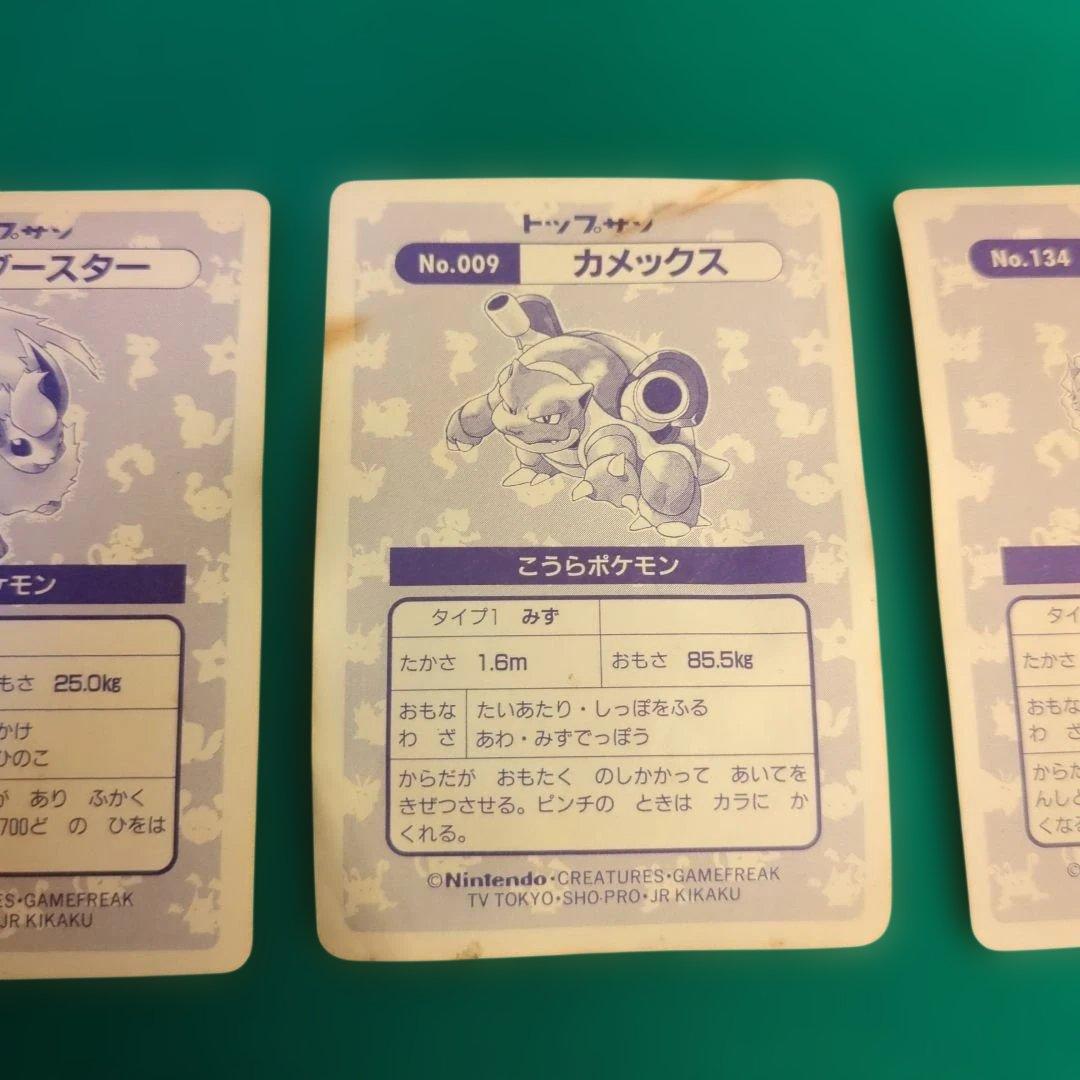 プサン
ブースター
ケモン
もさ 25.0kg
かけ
ひのこ
が あり ふかく
700ど の ひをは
ES・GAMEFREAK
JR KIKAKU
トップサン
No.009 カメックス
こうらポケモン
タイプ1 みず
たかさ 1.6m おもさ 85.5kg
おもな たいあたり・しっぽをふる
わ ざ あわ・みずでっぽう
からだが おもたく のしかかって あいてを
きぜつさせる。ピンチの ときは カラに か
くれる。
©Nintendo・CREATURES・GAMEFREAK
TV TOKYO・SHO-PRO・JR KIKAKU
No.134
タイ
たかさ
おもな
わ ざ
からだ
んしと
くなる
©